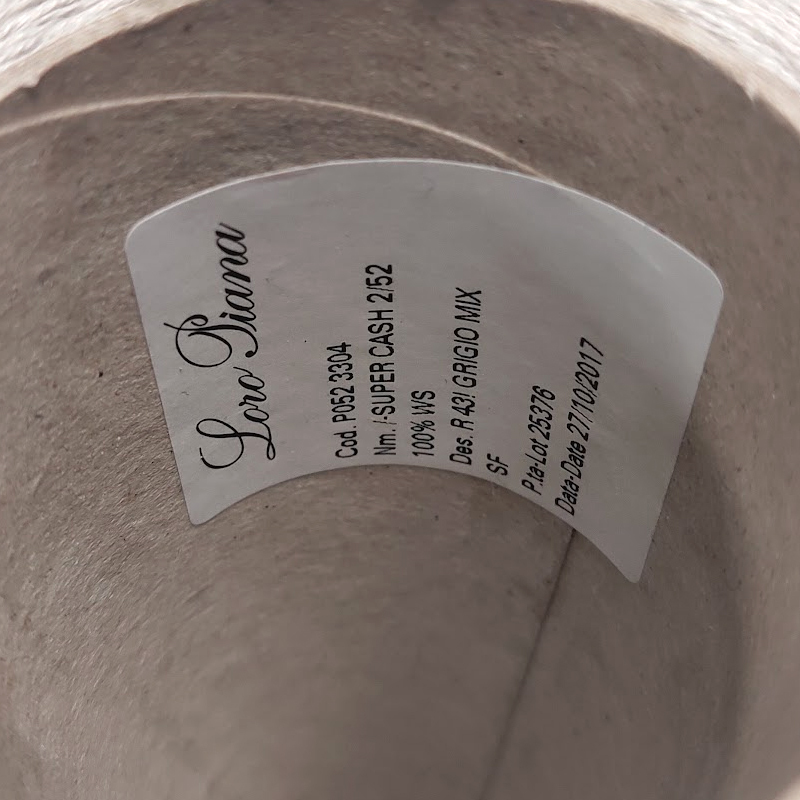 Loro Piana
Cod. P052 3304
Nm. /-SUPER CASH 2/52
100% WS
Des. R 43! GRIGIO MIX
SF
P.ta-Lot 25376
Data-Date 27/10/2017